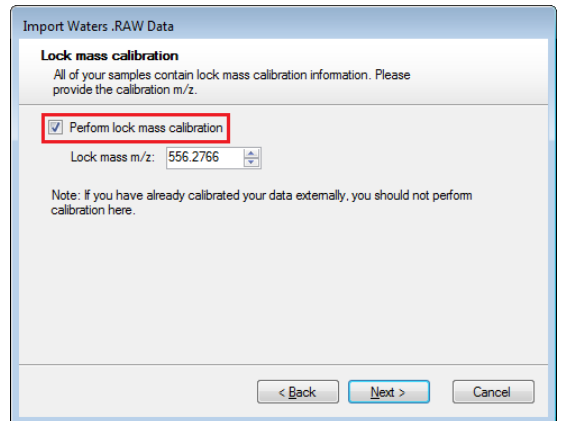 Import Waters .RAW Data
Lock mass calibration
All of your samples contain lock mass calibration information. Please
provide the calibration m/z.
Perform lock mass calibration
Lock mass m/z: 556.2766
Note: If you have already calibrated your data externally, you should not perform
calibration here.
< Back Next > Cancel